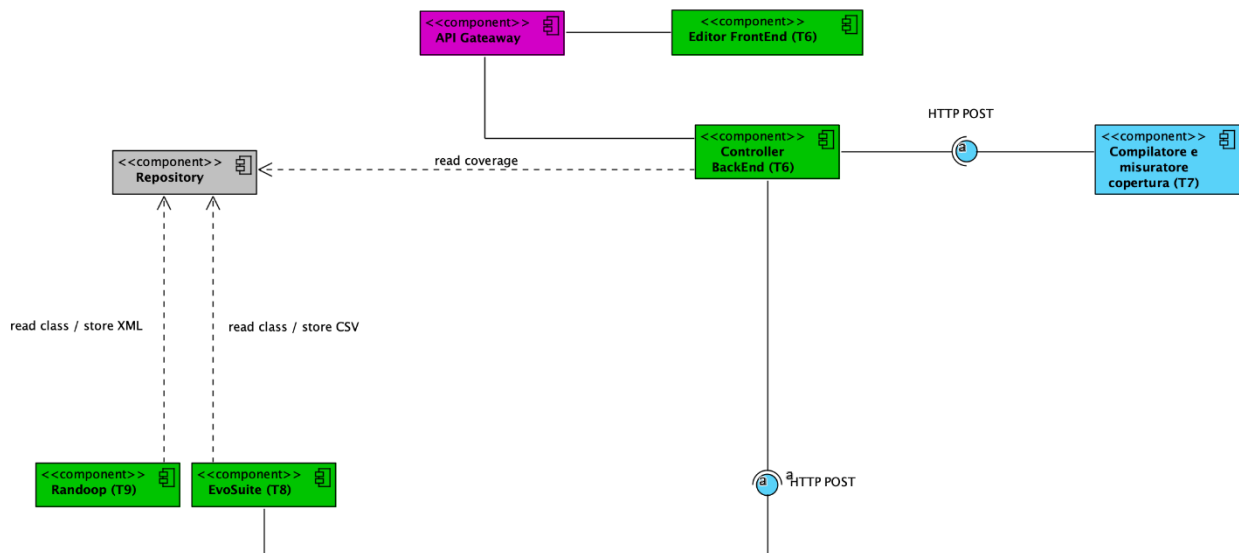 <<component>>
API Gateaway
<<component>>
Editor FrontEnd (T6)
HTTP POST
<<component>>
Controller
BackEnd (T6)
a
<<component>>
Compilatore e
misuratore
copertura (T7)
<<component>>
Repository
read coverage
read class / store XML
read class / store CSV
<<component>>
Randoop (T9)
<<component>>
EvoSuite (T8)
a
a
HTTP POST